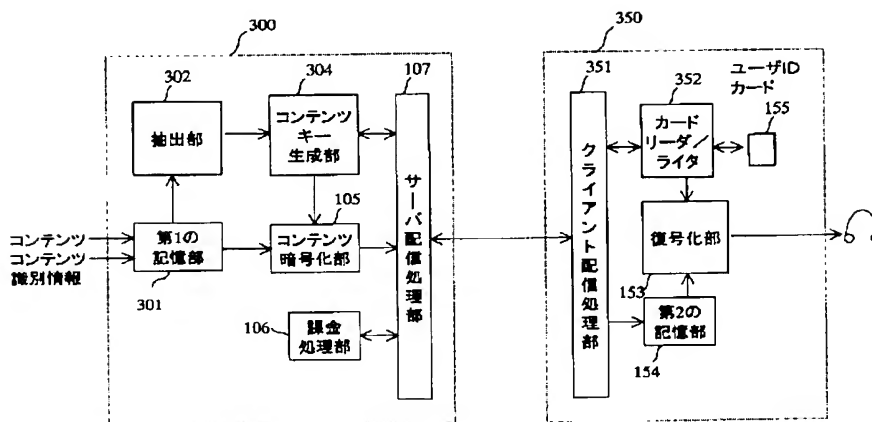 300
302
304
107
抽出部
コンテンツ
キー
生成部
105
コンテンツ
コンテンツ
識別情報
第1の
記憶部
301
コンテンツ
暗号化部
106
課金
処理部
サーバ配信処理部
350
351
352
ユーザID
カード
155
カード
リーダ/
ライタ
クライアント配信処理部
復号化部
153
第2の
記憶部
154